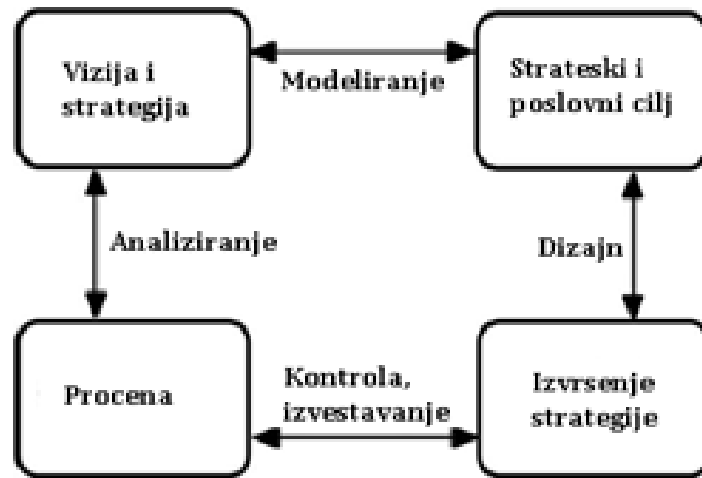 Vizija i
strategija
Modeliranje
Strateski i
poslovni cilj
Analiziranje
Dizajn
Procena
Kontrola,
izvestavanje
Izvrsenje
strategije